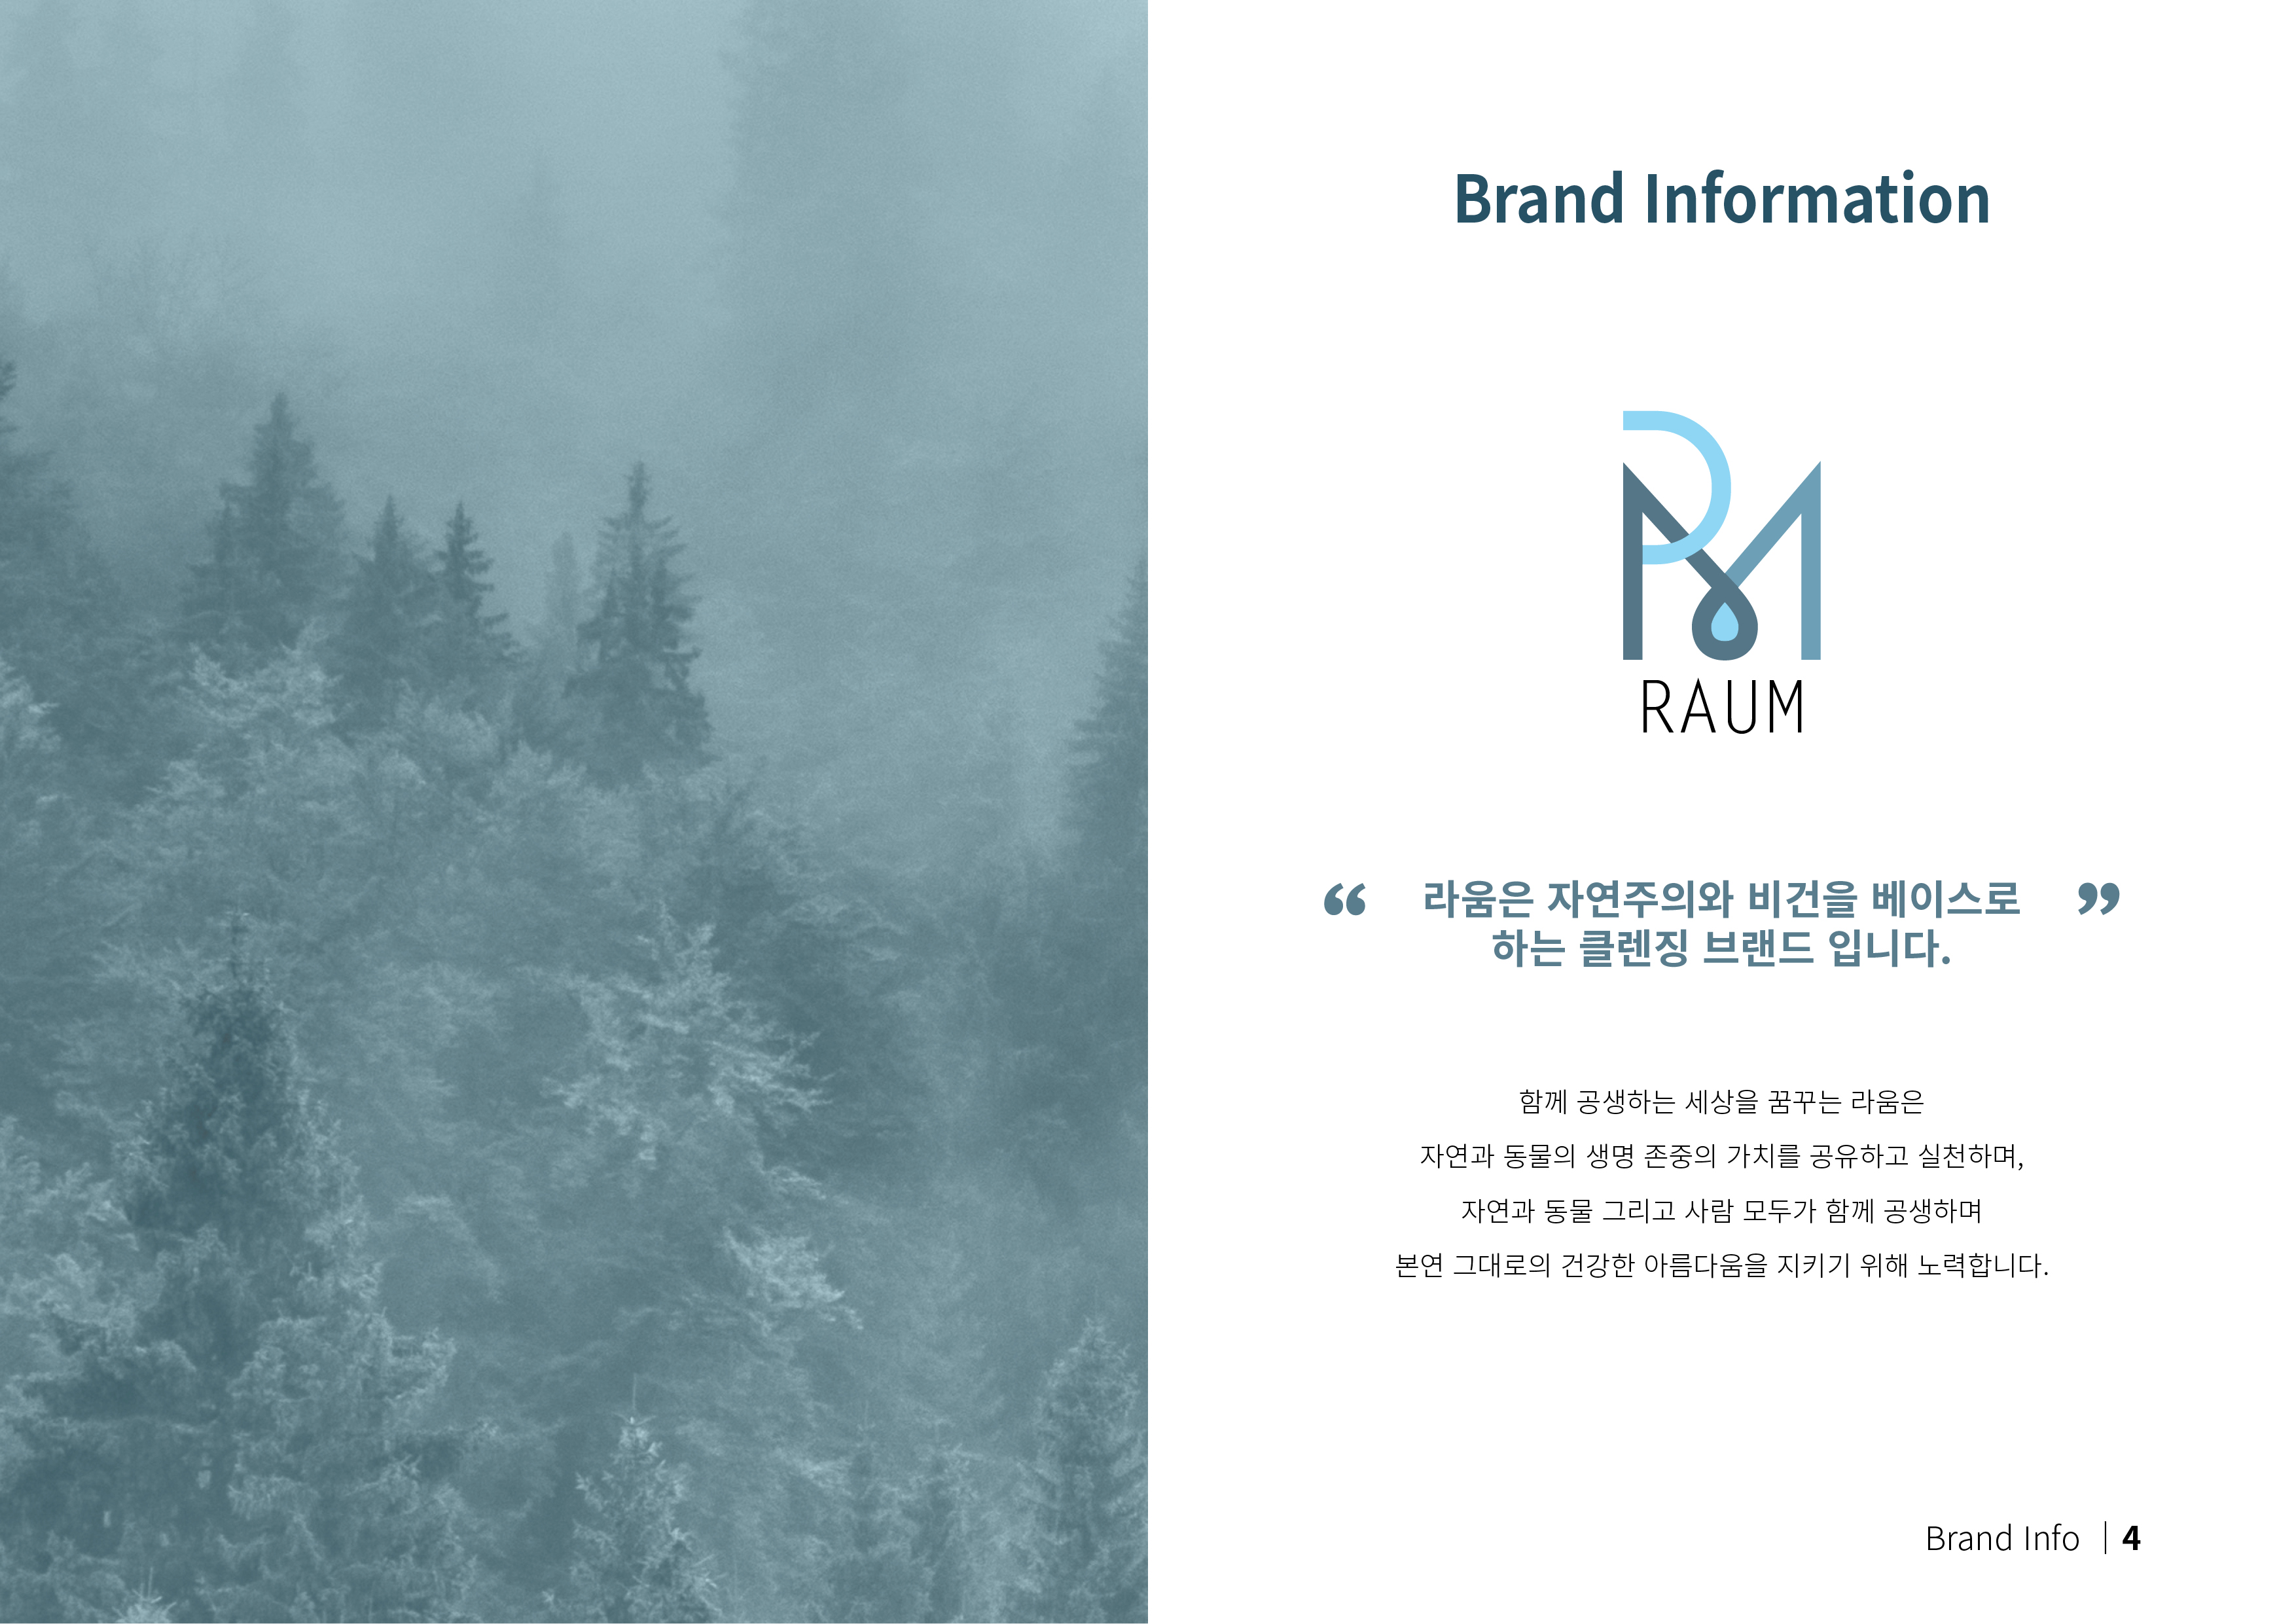 Brand Information
RAUM
“ 라움은 자연주의와 비건을 베이스로 ”
하는 클렌징 브랜드 입니다.
함께 공생하는 세상을 꿈꾸는 라움은
자연과 동물의 생명 존중의 가치를 공유하고 실천하며,
자연과 동물 그리고 사람 모두가 함께 공생하며
본연 그대로의 건강한 아름다움을 지키기 위해 노력합니다.
Brand Info | 4